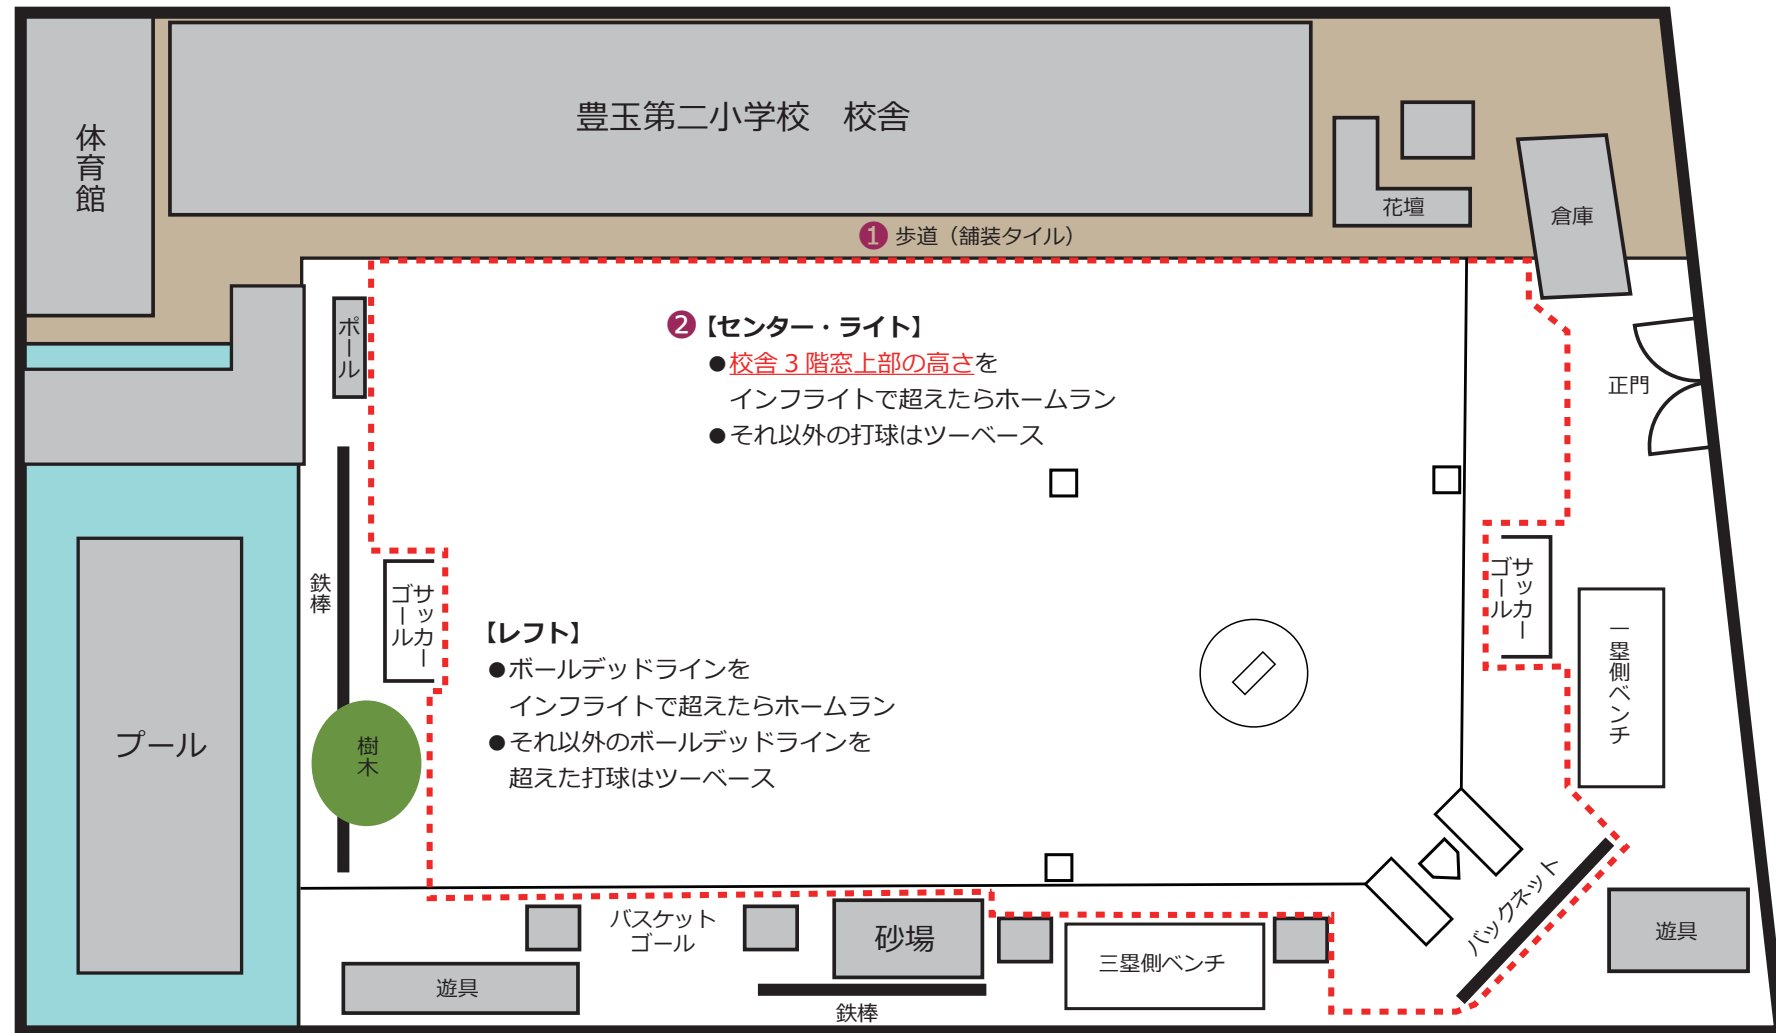 豊玉第二小学校　校舎
体育館
花壇
倉庫
❶ 歩道（舗装タイル）
ポール
❷【センター・ライト】
●校舎３階窓上部の高さを
インフライトで超えたらホームラン
●それ以外の打球はツーベース
正門
鉄棒
サッカー
ゴール
サッカー
ゴール
一塁側ベンチ
【レフト】
●ボールデッドラインを
インフライトで超えたらホームラン
●それ以外のボールデッドラインを
超えた打球はツーベース
プール
樹木
バックネット
バスケット
ゴール
砂場
三塁側ベンチ
遊具
遊具
鉄棒